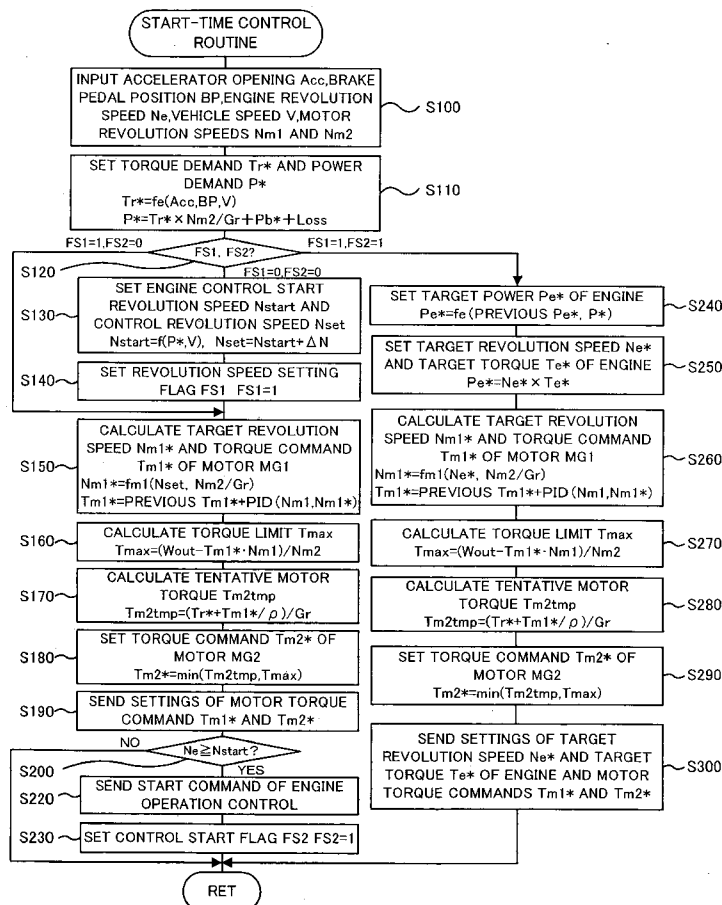 START-TIME CONTROL
ROUTINE
INPUT ACCELERATOR OPENING Acc,BRAKE
PEDAL POSITION BP,ENGINE REVOLUTION
SPEED Ne,VEHICLE SPEED V,MOTOR
REVOLUTION SPEEDS Nm1 AND Nm2
S100
SET TORQUE DEMAND Tr* AND POWER
DEMAND P*
Tr*=fe(Acc,BP,V)
P*=Tr*×Nm2/Gr+Pb*+Loss
S110
FS1=1,FS2=0
FS1, FS2?
FS1=1,FS2=1
S120
FS1=0,FS2=0
SET ENGINE CONTROL START
REVOLUTION SPEED Nstart AND
CONTROL REVOLUTION SPEED Nset
Nstart=f(P*,V), Nset=Nstart+ΔN
S130
SET REVOLUTION SPEED SETTING
FLAG FS1 FS1=1
S140
CALCULATE TARGET REVOLUTION
SPEED Nm1* AND TORQUE COMMAND
Tm1* OF MOTOR MG1
Nm1*=fm1(Nset, Nm2/Gr)
Tm1*=PREVIOUS Tm1*+PID(Nm1,Nm1*)
S150
CALCULATE TORQUE LIMIT Tmax
Tmax=(Wout-Tm1*·Nm1)/Nm2
S160
CALCULATE TENTATIVE MOTOR
TORQUE Tm2tmp
Tm2tmp=(Tr*+Tm1*/ρ)/Gr
S170
SET TORQUE COMMAND Tm2* OF
MOTOR MG2
Tm2*=min(Tm2tmp,Tmax)
S180
SEND SETTINGS OF MOTOR TORQUE
COMMAND Tm1* AND Tm2*
S190
NO
Ne≧Nstart?
S200
YES
SEND START COMMAND OF ENGINE
OPERATION CONTROL
S220
SET CONTROL START FLAG FS2 FS2=1
S230
SET TARGET POWER Pe* OF ENGINE
Pe*=fe(PREVIOUS Pe*, P*)
S240
SET TARGET REVOLUTION SPEED Ne*
AND TARGET TORQUE Te* OF ENGINE
Pe*=Ne*×Te*
S250
CALCULATE TARGET REVOLUTION
SPEED Nm1* AND TORQUE COMMAND
Tm1* OF MOTOR MG1
Nm1*=fm1(Ne*, Nm2/Gr)
Tm1*=PREVIOUS Tm1*+PID(Nm1,Nm1*)
S260
CALCULATE TORQUE LIMIT Tmax
Tmax=(Wout-Tm1*·Nm1)/Nm2
S270
CALCULATE TENTATIVE MOTOR
TORQUE Tm2tmp
Tm2tmp=(Tr*+Tm1*/ρ)/Gr
S280
SET TORQUE COMMAND Tm2* OF
MOTOR MG2
Tm2*=min(Tm2tmp,Tmax)
S290
SEND SETTINGS OF TARGET
REVOLUTION SPEED Ne* AND TARGET
TORQUE Te* OF ENGINE AND MOTOR
TORQUE COMMANDS Tm1* AND Tm2*
S300
RET